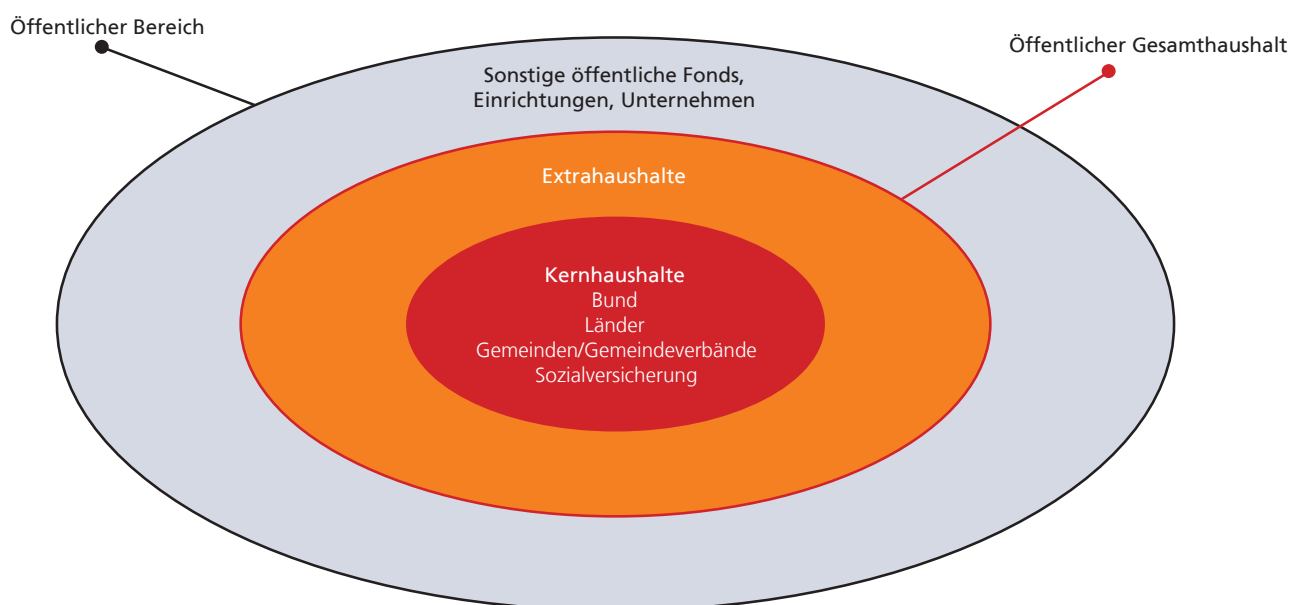 Öffentlicher Bereich
Öffentlicher Gesamthaushalt
Sonstige öffentliche Fonds,
Einrichtungen, Unternehmen
Extrahaushalte
Kernhaushalte
Bund
Länder
Gemeinden/Gemeindeverbände
Sozialversicherung